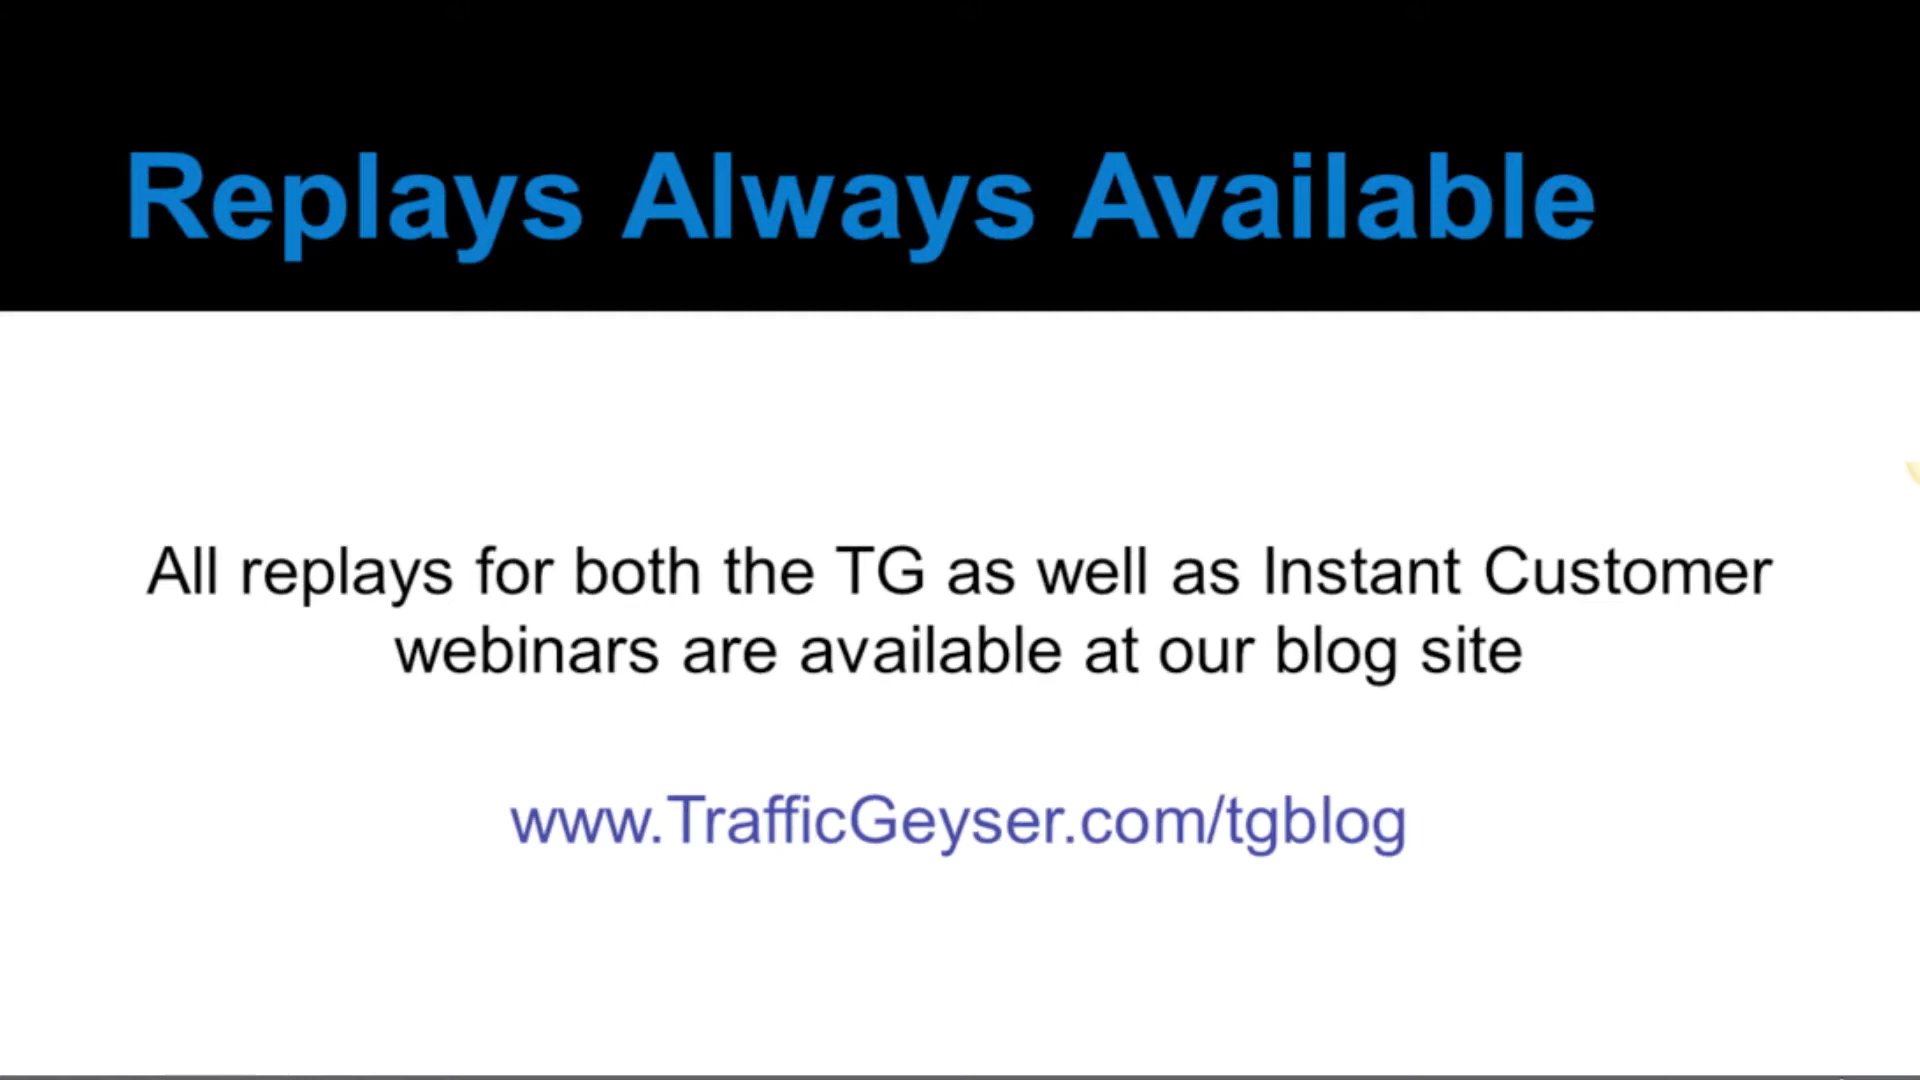 Replays Always Available
All replays for both the TG as well as Instant Customer
webinars are available at our blog site
www.TrafficGeyser.com/tgblog